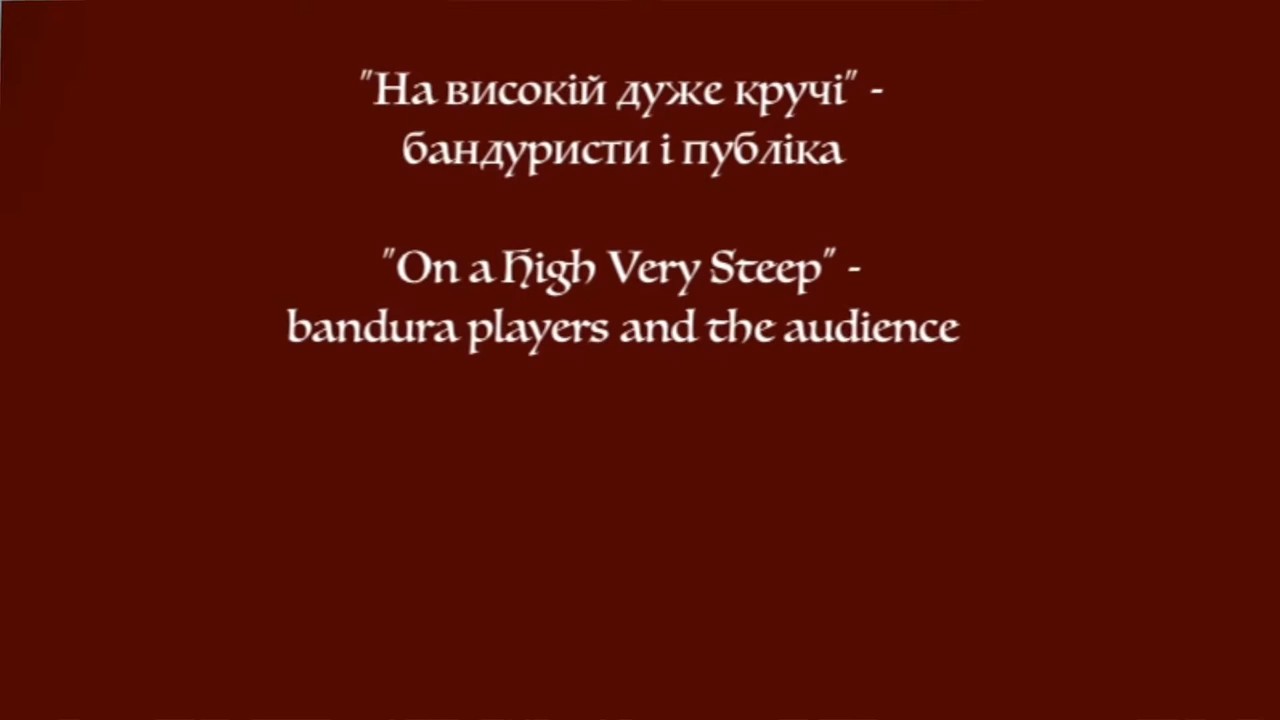 "На високій дуже кручі" -
бандуристи і публіка
"On a High Very Steep" -
bandura players and the audience